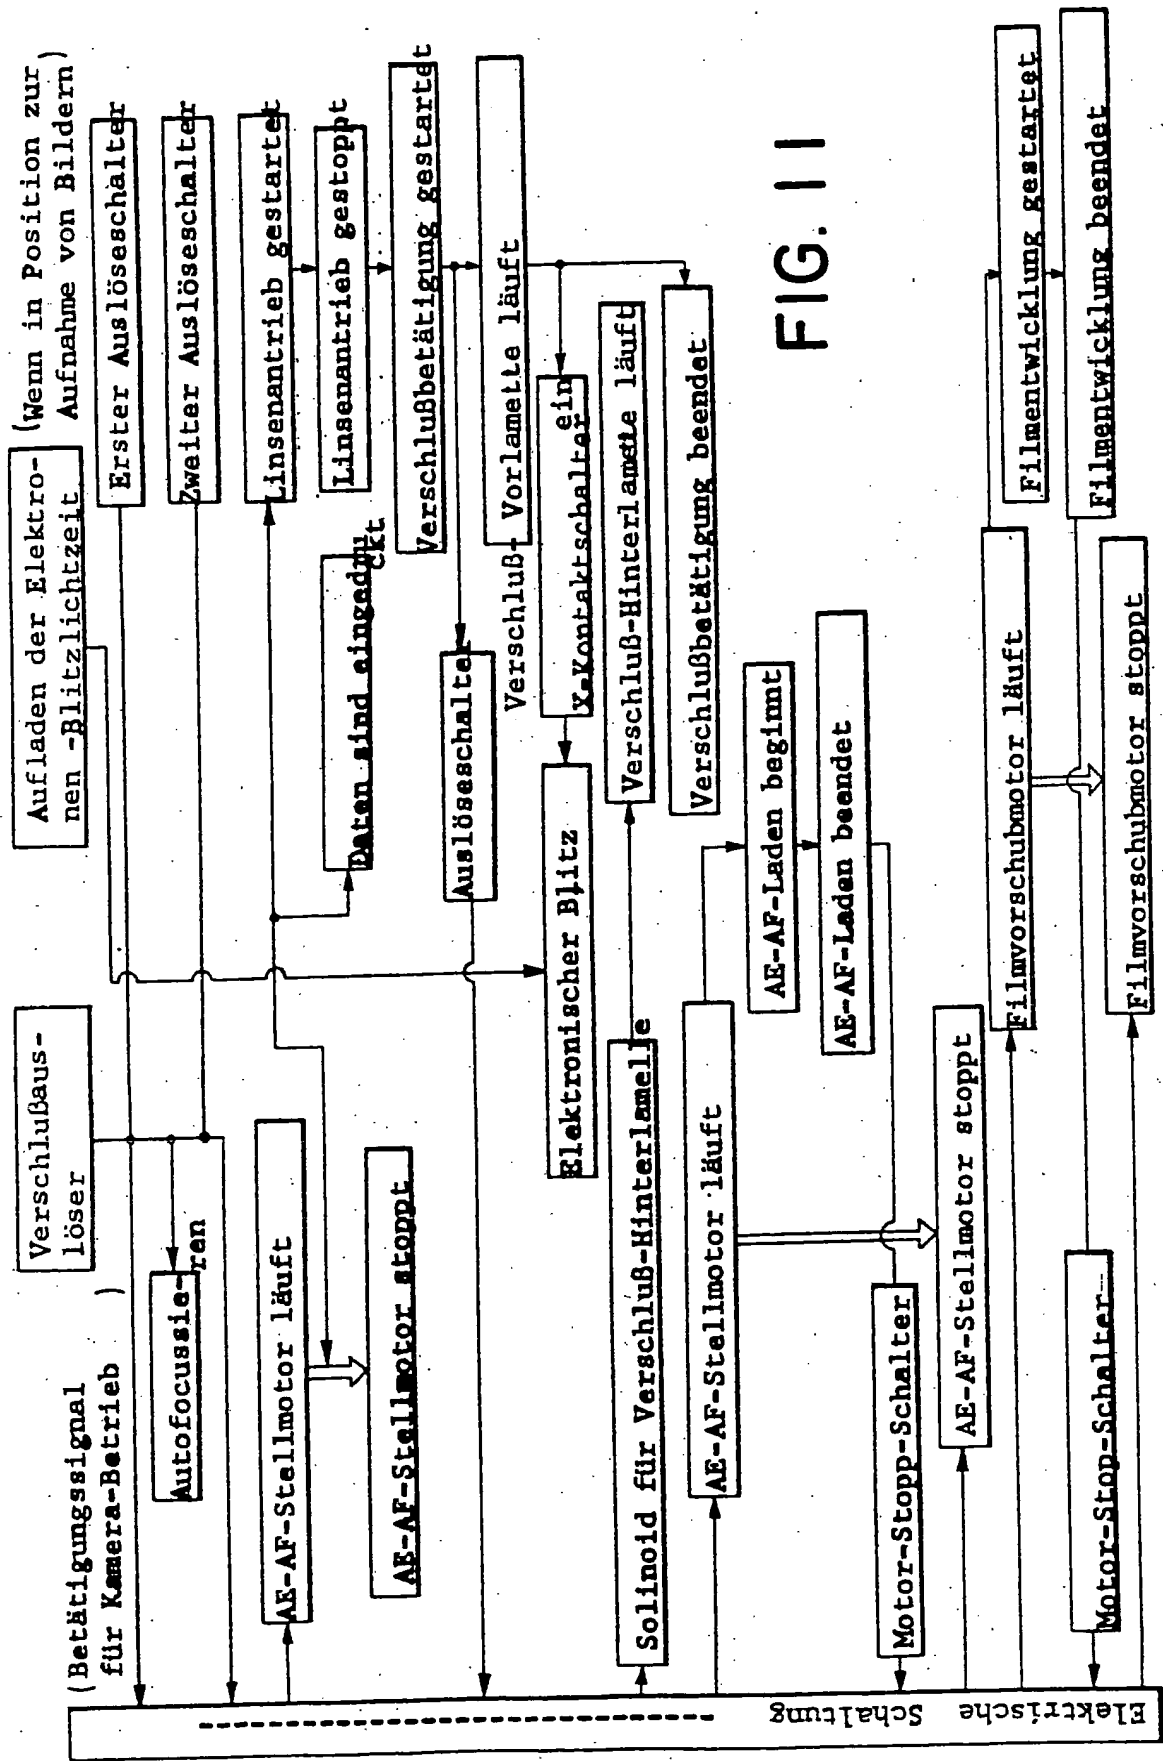 (Betätigungssignal
für Kamera-Betrieb )
Verschlußaus-
löser
Aufladen der Elektro-
nen -Blitzlichtzeit
(Wenn in Position zur )
Aufnahme von Bildern
Erster Auslöseschalter
Autofocussie-
ren
Zweiter Auslöseschalter
AE-AF-Stellmotor läuft
Linsenantrieb gestartet
AE-AF-Stellmotor stoppt
Daten sind eingedrü
ckt
Linsenantrieb gestoppt
Verschlußbetätigung gestartet
Auslöseschalter
Verschluß- Vorlamette läuft
Elektronischer Blitz
ein
X-Kontaktschalter
Solinoid für Verschluß-Hinterlamelle
Verschluß-Hinterlamelle läuft
AE-AF-Stellmotor läuft
Verschlußbetätigung beendet
AE-AF-Laden beginnt
AE-AF-Laden beendet
FIG. 11
Motor-Stopp-Schalter
AE-AF-Stellmotor stoppt
Filmvorschubmotor läuft
Filmentwicklung gestartet
Motor-Stop-Schalter
Filmentwicklung beendet
Filmvorschubmotor stoppt
Elektrische Schaltung